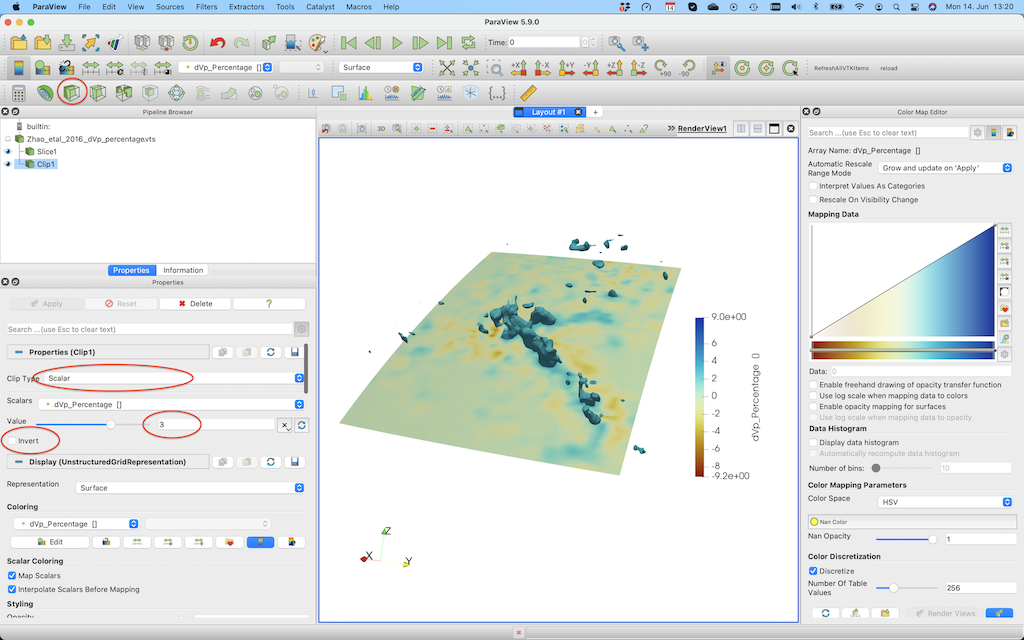 ParaView File Edit View Sources Filters Extractors Tools Catalyst Macros Help
14
Mon 14. Jun 13:20
ParaView 5.9.0
Time: 0 0
dVp_Percentage [] Surface +X -X +Y -Y +Z -Z +90 -90 RefreshAllVTKItems reload
Pipeline Browser
builtin:
Zhao_etal_2016_dVp_percentage.vts
Slice1
Clip1
Properties Information
Properties
Apply Reset Delete ?
Search ...(use Esc to clear text)
Properties (Clip1)
Clip Type Scalar
Scalars dVp_Percentage []
Value 3
Invert
Display (UnstructuredGridRepresentation)
Representation Surface
Coloring
dVp_Percentage []
Edit
Scalar Coloring
Map Scalars
Interpolate Scalars Before Mapping
Styling
Opacity
Layout #1 +
3D >> RenderView1
9.0e+00
6
4
2
0
-2
-4
-6
-8
-9.2e+00
dVp_Percentage []
Z
X
Y
Color Map Editor
Search ...(use Esc to clear text)
Array Name: dVp_Percentage []
Automatic Rescale
Range Mode Grow and update on 'Apply'
Interpret Values As Categories
Rescale On Visibility Change
Mapping Data
Data: 0
Enable freehand drawing of opacity transfer function
Use log scale when mapping data to colors
Enable opacity mapping for surfaces
Use log scale when mapping data to opacity
Data Histogram
Display data histogram
Automatically recompute data histogram
Number of bins: 10
Color Mapping Parameters
Color Space HSV
Nan Color
Nan Opacity 1
Color Discretization
Discretize
Number Of Table
Values 256
Render Views